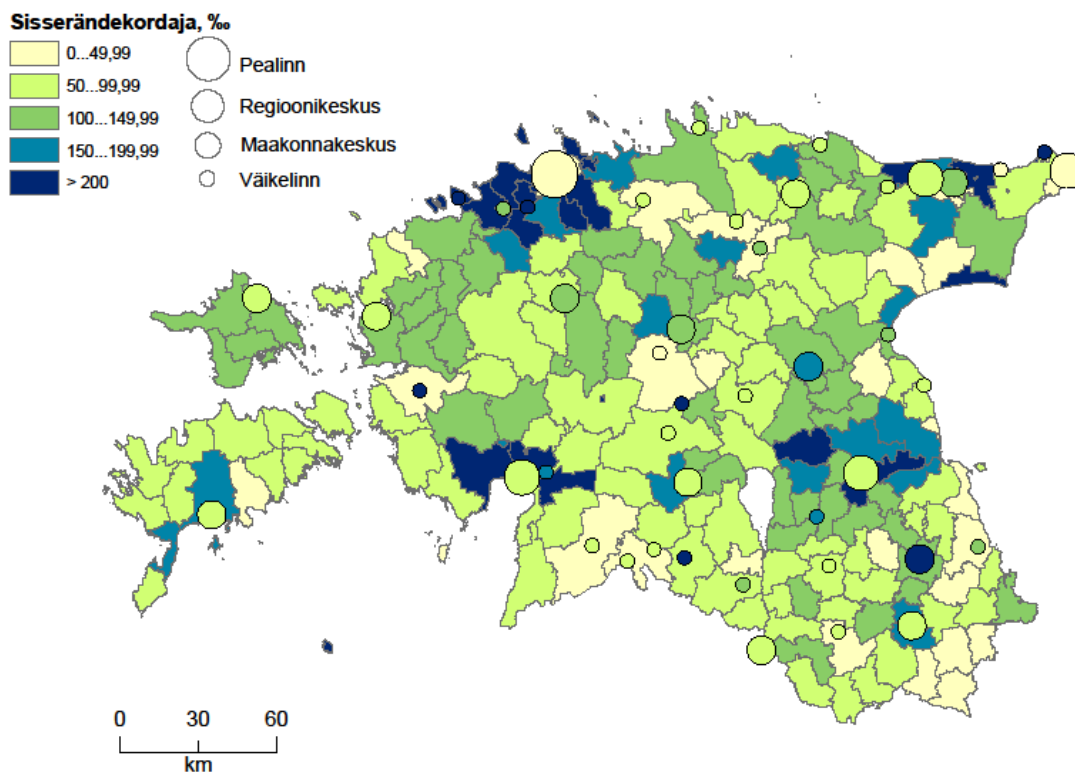 Sisserändekordaja, ‰
0...49,99
50...99,99
100...149,99
150...199,99
> 200
Pealinn
Regioonikeskus
Maakonnakeskus
Väikelinn
0 30 60
km